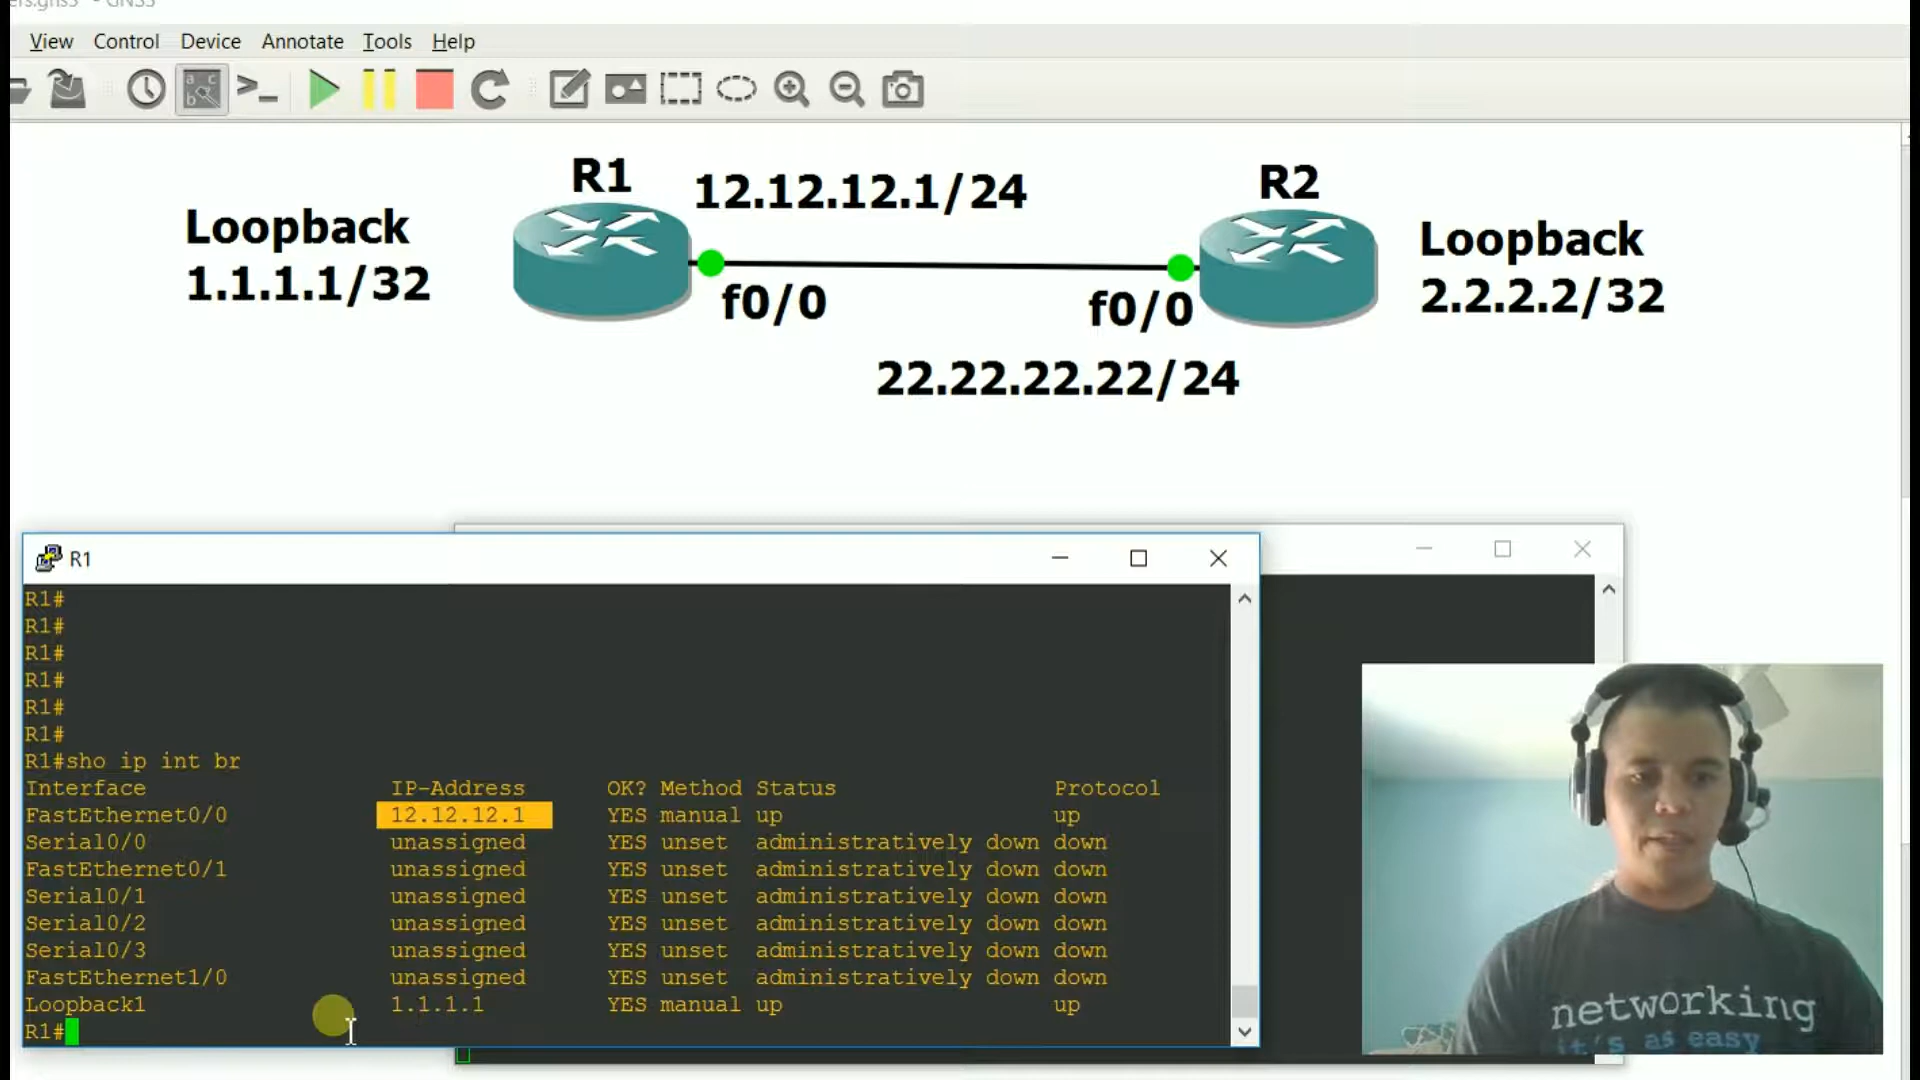 View Control Device Annotate Tools Help
R1
12.12.12.1/24
R2
Loopback
1.1.1.1/32
Loopback
2.2.2.2/32
f0/0
f0/0
22.22.22.22/24
R1
R1#
R1#
R1#
R1#
R1#
R1#
R1#sho ip int br
Interface IP-Address OK? Method Status Protocol
FastEthernet0/0 12.12.12.1 YES manual up up
Serial0/0 unassigned YES unset administratively down down
FastEthernet0/1 unassigned YES unset administratively down down
Serial0/1 unassigned YES unset administratively down down
Serial0/2 unassigned YES unset administratively down down
Serial0/3 unassigned YES unset administratively down down
FastEthernet1/0 unassigned YES unset administratively down down
Loopback1 1.1.1.1 YES manual up up
R1#
networking
it's as easy